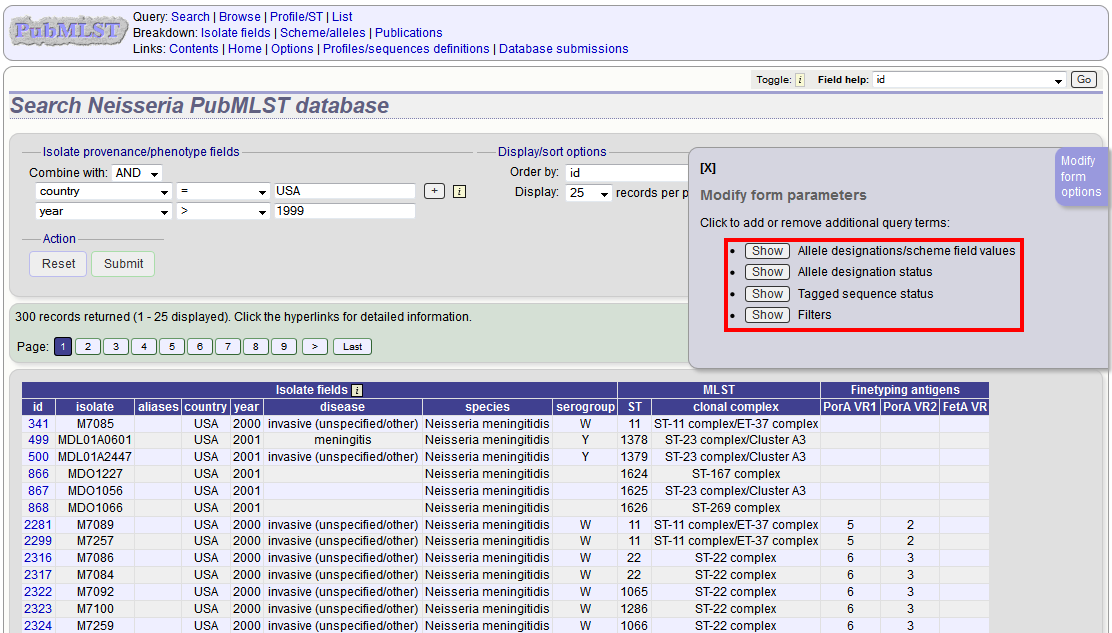 PubMLST
Query: Search | Browse | Profile/ST | List
Breakdown: Isolate fields | Scheme/alleles | Publications
Links: Contents | Home | Options | Profiles/sequences definitions | Database submissions
Toggle: i Field help: id Go
Search Neisseria PubMLST database
Isolate provenance/phenotype fields
Combine with: AND
country = USA + i
year > 1999
Display/sort options
Order by: id
Display: 25 records per p
Action
Reset Submit
[X]
Modify form parameters
Click to add or remove additional query terms:
• Show Allele designations/scheme field values
• Show Allele designation status
• Show Tagged sequence status
• Show Filters
Modify
form
options
300 records returned (1 - 25 displayed). Click the hyperlinks for detailed information.
Page: 1 2 3 4 5 6 7 8 9 > Last
Isolate fields i MLST Finetyping antigens
id isolate aliases country year disease species serogroup ST clonal complex PorA VR1 PorA VR2 FetA VR
341 M7085 USA 2000 invasive (unspecified/other) Neisseria meningitidis W 11 ST-11 complex/ET-37 complex
499 MDL01A0601 USA 2001 meningitis Neisseria meningitidis Y 1378 ST-23 complex/Cluster A3
500 MDL01A2447 USA 2001 invasive (unspecified/other) Neisseria meningitidis Y 1379 ST-23 complex/Cluster A3
866 MDO1227 USA 2001 Neisseria meningitidis 1624 ST-167 complex
867 MDO1056 USA 2001 Neisseria meningitidis 1625 ST-23 complex/Cluster A3
868 MDO1066 USA 2001 Neisseria meningitidis 1626 ST-269 complex
2281 M7089 USA 2000 invasive (unspecified/other) Neisseria meningitidis W 11 ST-11 complex/ET-37 complex 5 2
2299 M7257 USA 2000 invasive (unspecified/other) Neisseria meningitidis W 11 ST-11 complex/ET-37 complex 5 2
2316 M7086 USA 2000 invasive (unspecified/other) Neisseria meningitidis W 22 ST-22 complex 6 3
2317 M7084 USA 2000 invasive (unspecified/other) Neisseria meningitidis W 22 ST-22 complex 6 3
2322 M7092 USA 2000 invasive (unspecified/other) Neisseria meningitidis W 1065 ST-22 complex 6 3
2323 M7100 USA 2000 invasive (unspecified/other) Neisseria meningitidis W 1286 ST-22 complex 6 3
2324 M7259 USA 2000 invasive (unspecified/other) Neisseria meningitidis W 1066 ST-22 complex 6 3